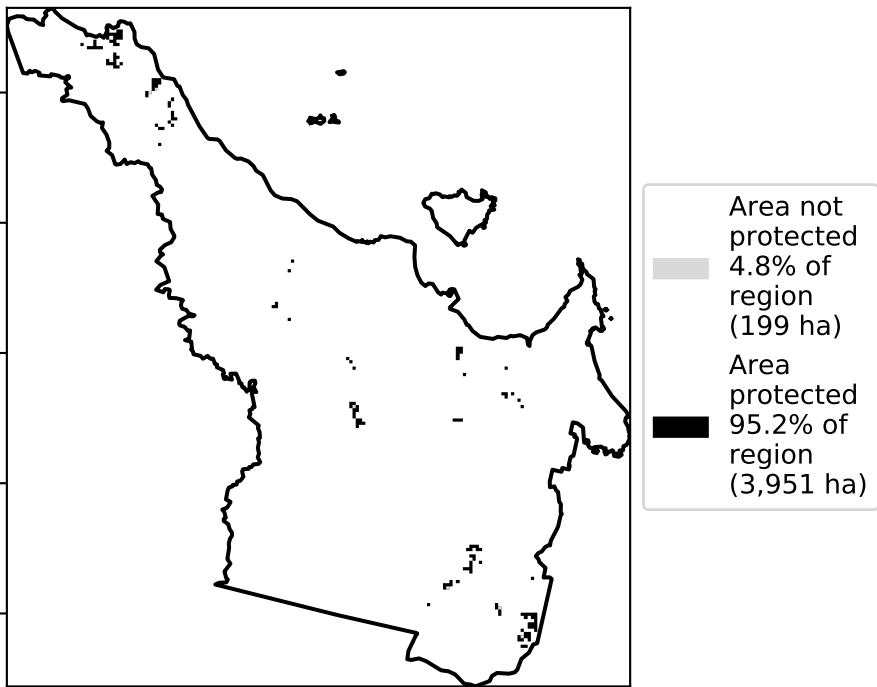 Area not
protected
4.8% of
region
(199 ha)
Area
protected
95.2% of
region
(3,951 ha)